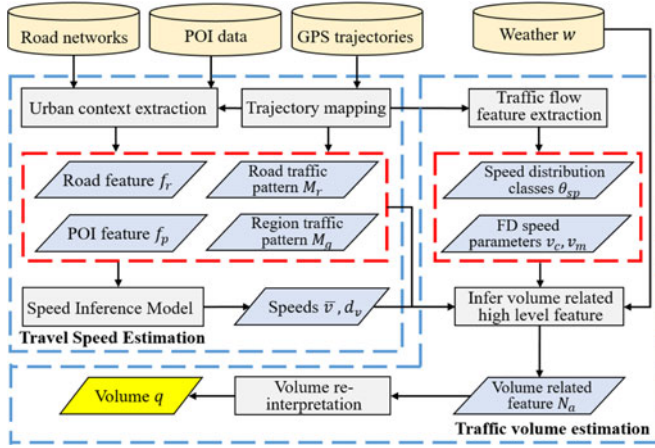 Road networks
POI data
GPS trajectories
Weather w
Urban context extraction
Trajectory mapping
Traffic flow
feature extraction
Road feature f_r
Road traffic
pattern M_r
Speed distribution
classes θ_sp
POI feature f_p
Region traffic
pattern M_g
FD speed
parameters v_c, v_m
Speed Inference Model
Speeds v̅, d_v
Infer volume related
high level feature
Travel Speed Estimation
Volume q
Volume re-
interpretation
Volume related
feature N_a
Traffic volume estimation